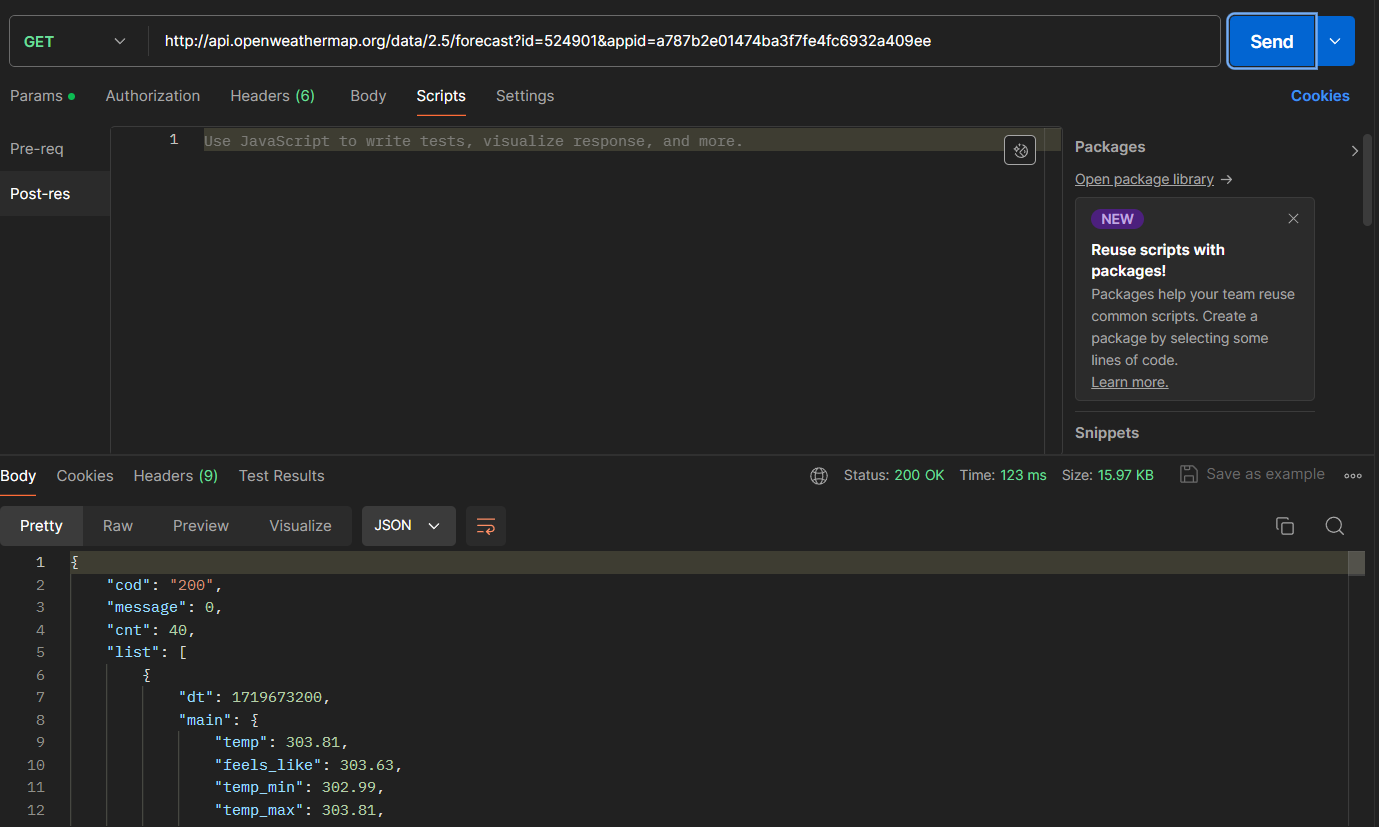 GET http://api.openweathermap.org/data/2.5/forecast?id=524901&appid=a787b2e01474ba3f7fe4fc6932a409ee Send
Params Authorization Headers (6) Body Scripts Settings Cookies
Pre-req
Post-res
1 Use JavaScript to write tests, visualize response, and more.
Packages
Open package library →
NEW
Reuse scripts with
packages!
Packages help your team reuse
common scripts. Create a
package by selecting some
lines of code.
Learn more.
Snippets
Body Cookies Headers (9) Test Results Status: 200 OK Time: 123 ms Size: 15.97 KB Save as example
Pretty Raw Preview Visualize JSON
1 {
2 "cod": "200",
3 "message": 0,
4 "cnt": 40,
5 "list": [
6 {
7 "dt": 1719673200,
8 "main": {
9 "temp": 303.81,
10 "feels_like": 303.63,
11 "temp_min": 302.99,
12 "temp_max": 303.81,